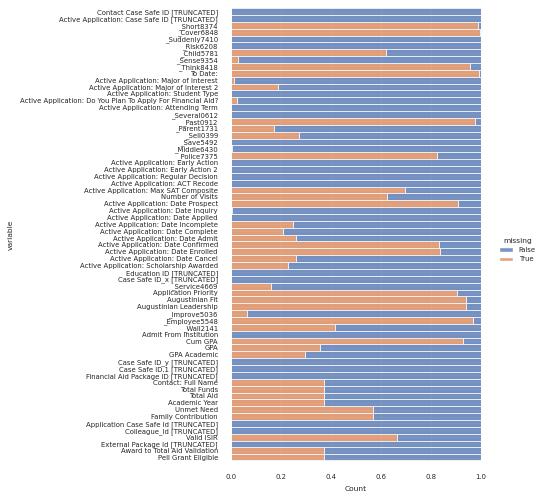 Contact Case Safe ID [TRUNCATED]
Active Application: Case Safe ID [TRUNCATED]
_Short8374
_Cover6848
_Suddenly7410
_Risk6208
_Child5781
_Sense9354
_Think8418
To Date:
Active Application: Major of Interest
Active Application: Major of Interest 2
Active Application: Student Type
Active Application: Do You Plan To Apply For Financial Aid?
Active Application: Attending Term
_Several0612
_Past0912
_Parent1731
_Sell0399
_Save5492
_Middle6430
_Police7375
Active Application: Early Action
Active Application: Early Action 2
Active Application: Regular Decision
Active Application: ACT Recode
Active Application: Max SAT Composite
Number of Visits
Active Application: Date Prospect
Active Application: Date Inquiry
Active Application: Date Applied
Active Application: Date Incomplete
Active Application: Date Complete
Active Application: Date Admit
Active Application: Date Confirmed
Active Application: Date Enrolled
Active Application: Date Cancel
Active Application: Scholarship Awarded
Education ID [TRUNCATED]
Case Safe ID_x [TRUNCATED]
_Service4669
Application Priority
Augustinian Fit
Augustinian Leadership
_Improve5036
_Employee5548
_Wall2141
Admit From Institution
Cum GPA
GPA
GPA Academic
Case Safe ID_y [TRUNCATED]
Case Safe ID.1 [TRUNCATED]
Financial Aid Package ID [TRUNCATED]
Contact: Full Name
Total Funds
Total Aid
Academic Year
Unmet Need
Family Contribution
Application Case Safe Id [TRUNCATED]
Colleague_Id [TRUNCATED]
Valid ISIR
External Package Id [TRUNCATED]
Award to Total Aid Validation
Pell Grant Eligible
variable
0.0 0.2 0.4 0.6 0.8 1.0
Count
missing
False
True